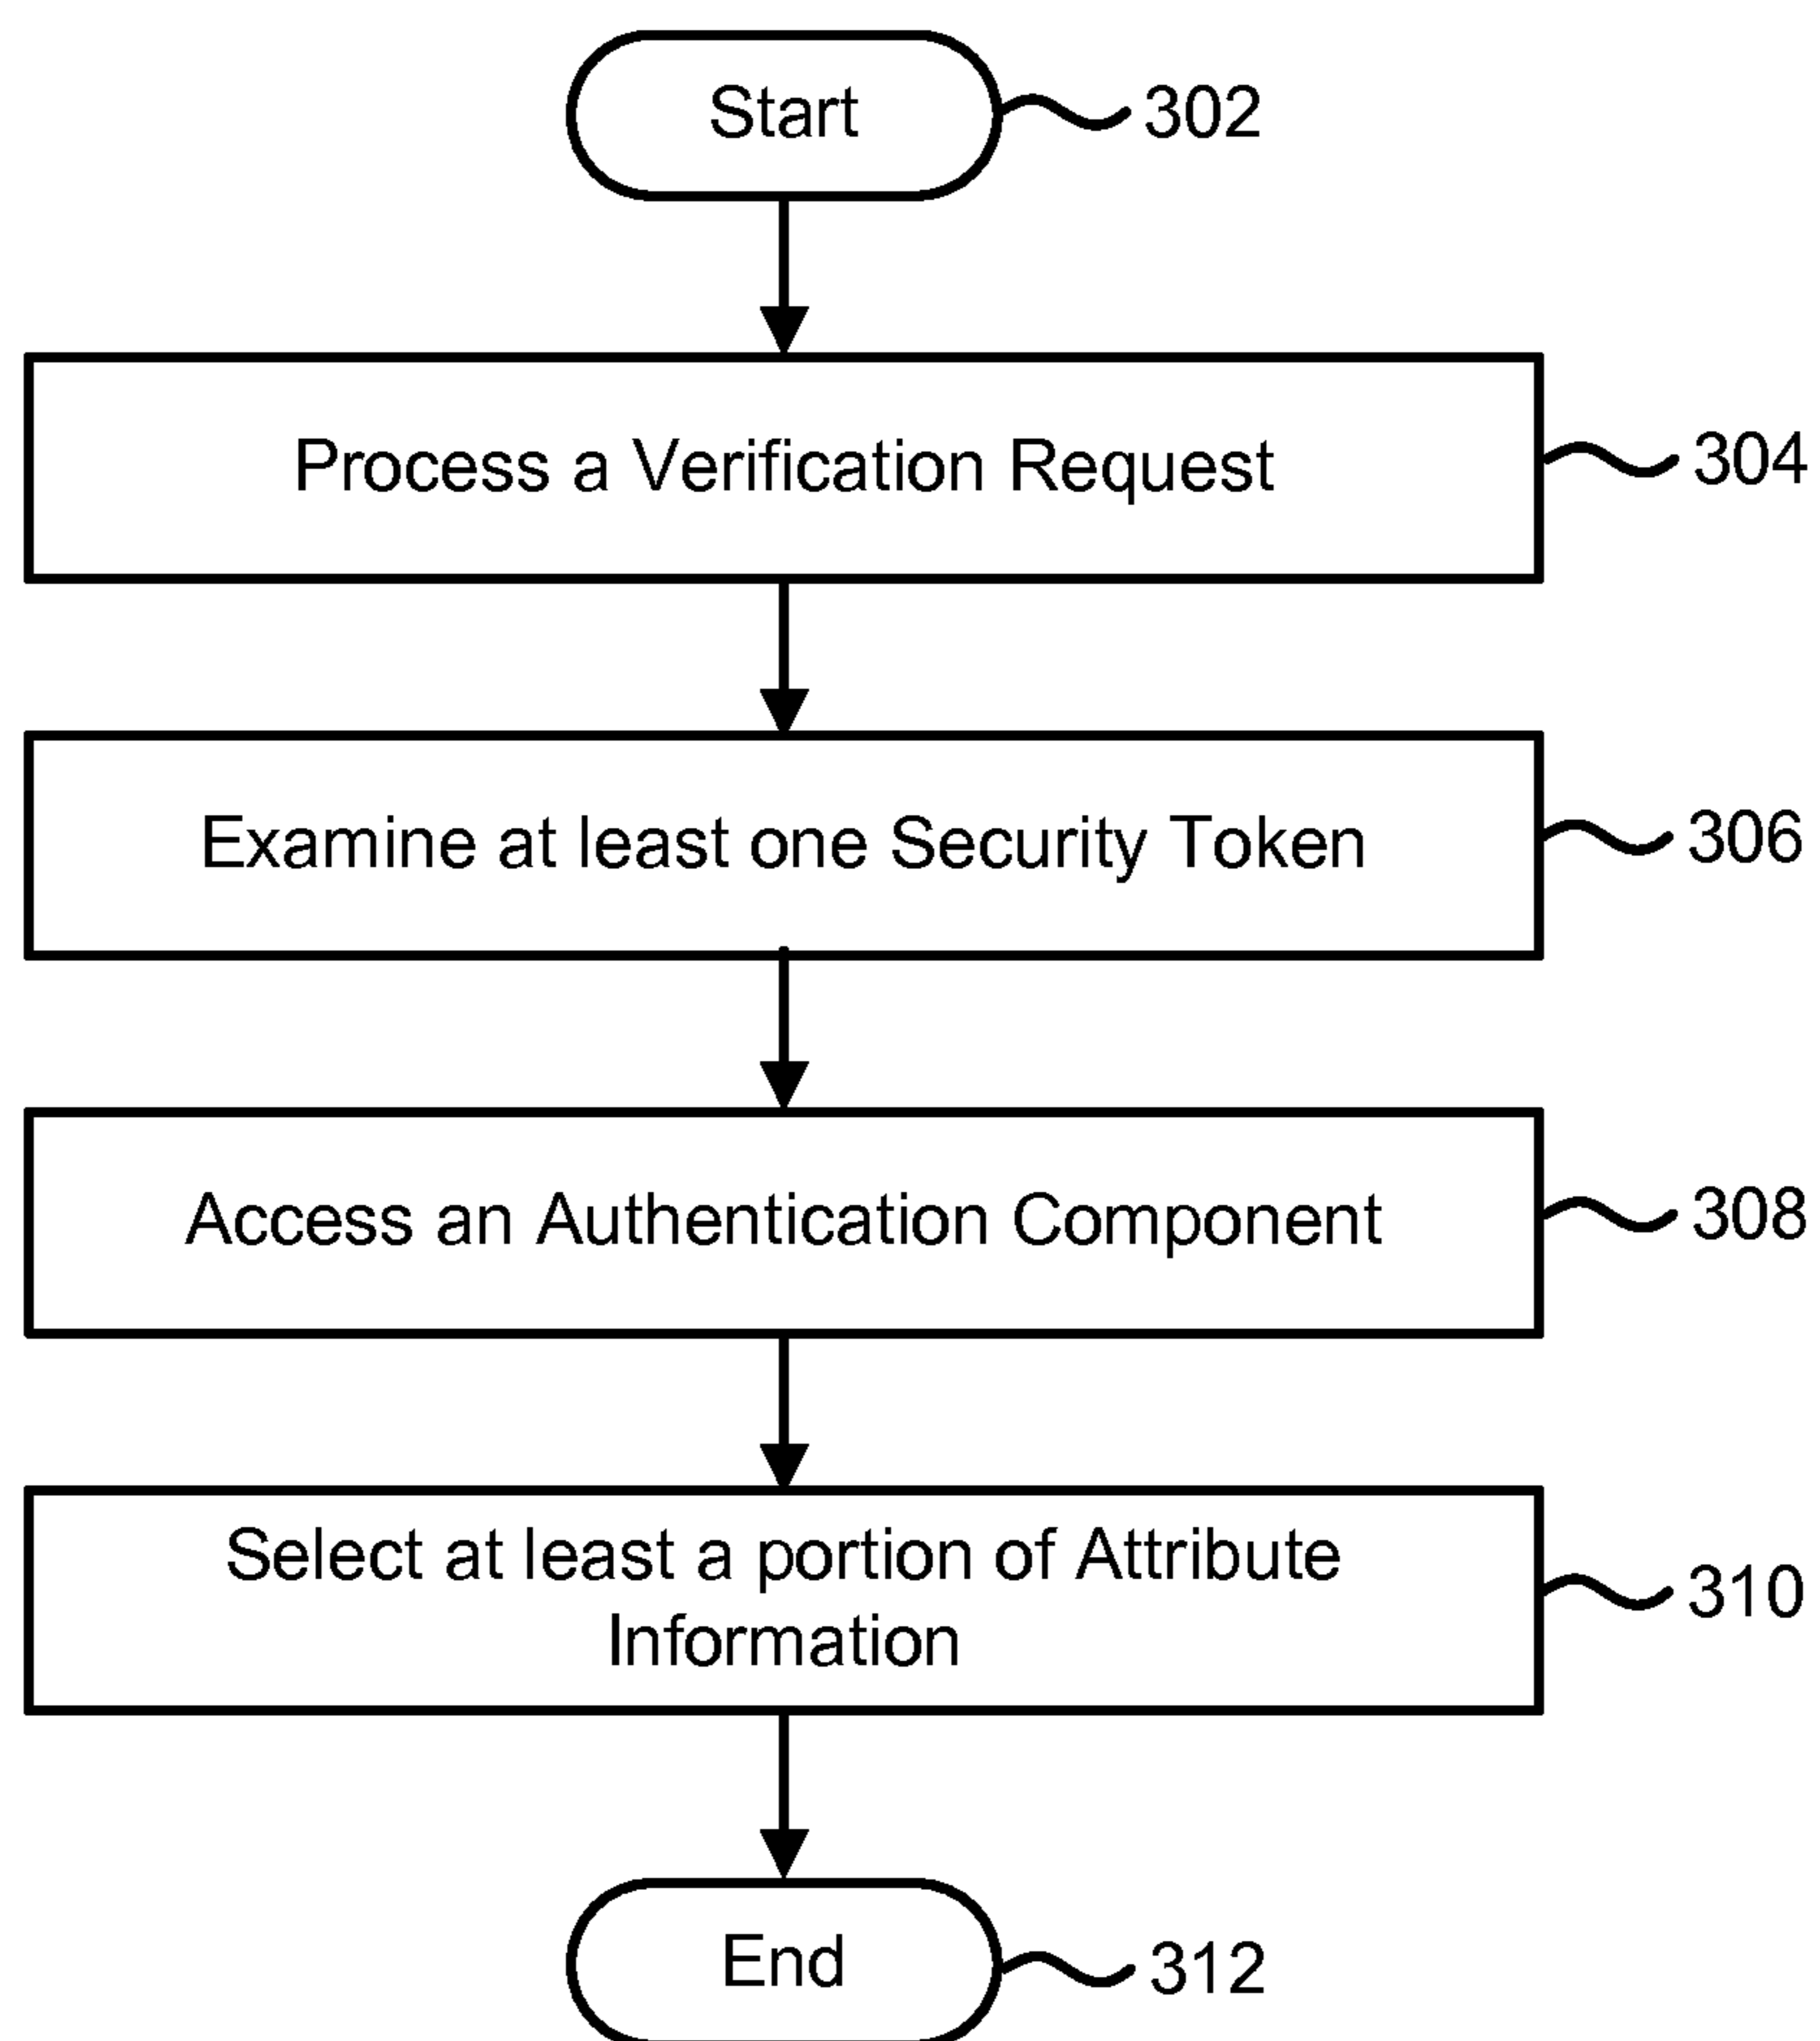 Start
302
Process a Verification Request
304
Examine at least one Security Token
306
Access an Authentication Component
308
Select at least a portion of Attribute
Information
310
End
312